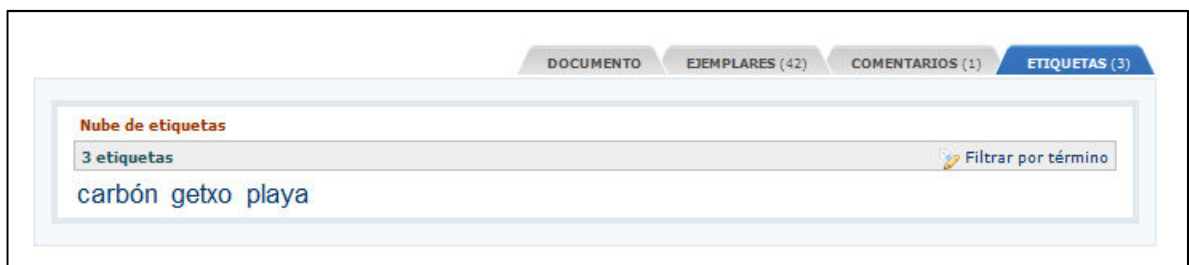 DOCUMENTO EJEMPLARES (42) COMENTARIOS (1) ETIQUETAS (3)
Nube de etiquetas
3 etiquetas Filtrar por término
carbón getxo playa